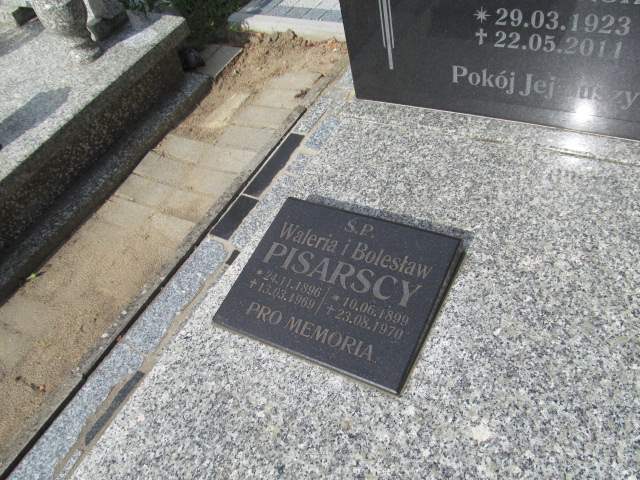 * 29.03.1923
† 22.05.2011
Pokój Jej
Ś.P.
Waleria i Bolesław
PISARSCY
* 24.11.1896 / * 10.06.1899
† 13.03.1969 / † 23.08.1970
PRO MEMORIA